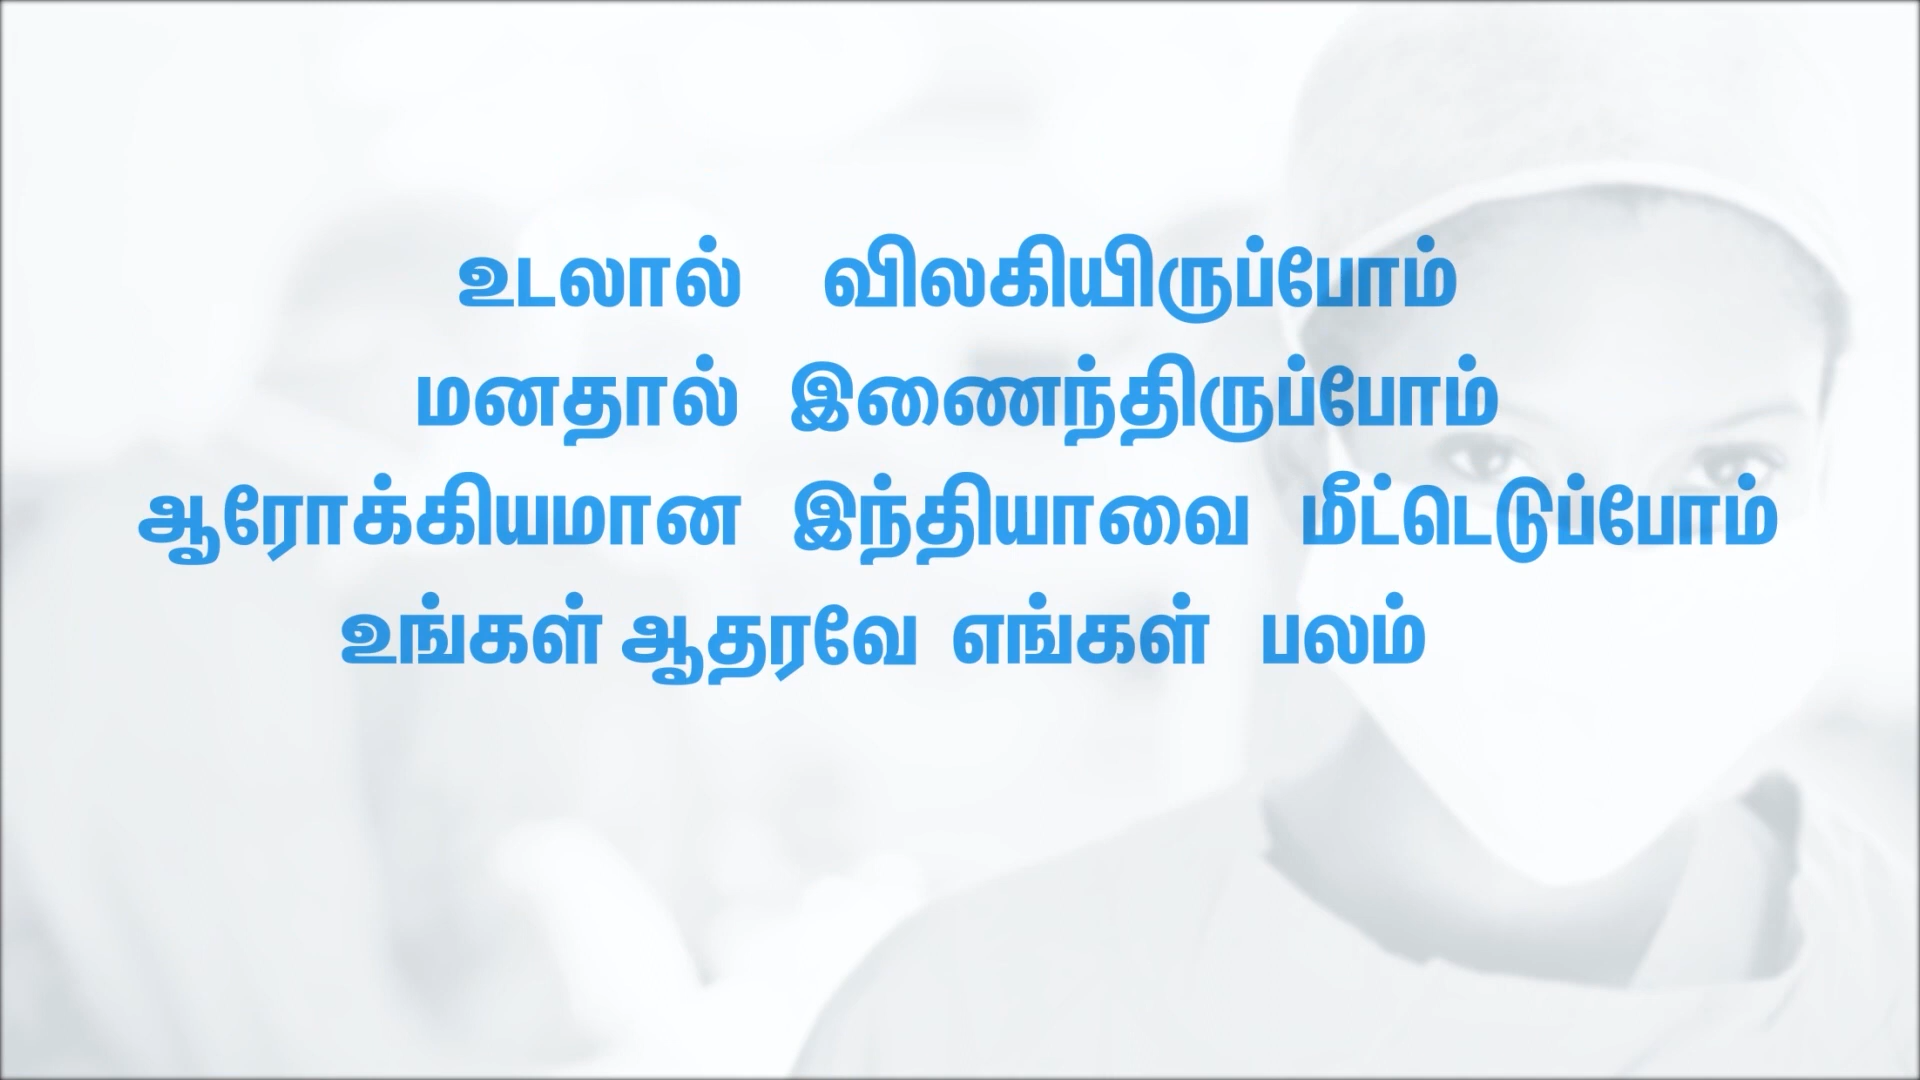 உடலால் விலகியிருப்போம்
மனதால் இணைந்திருப்போம்
ஆரோக்கியமான இந்தியாவை மீட்டெடுப்போம்
உங்கள் ஆதரவே எங்கள் பலம்